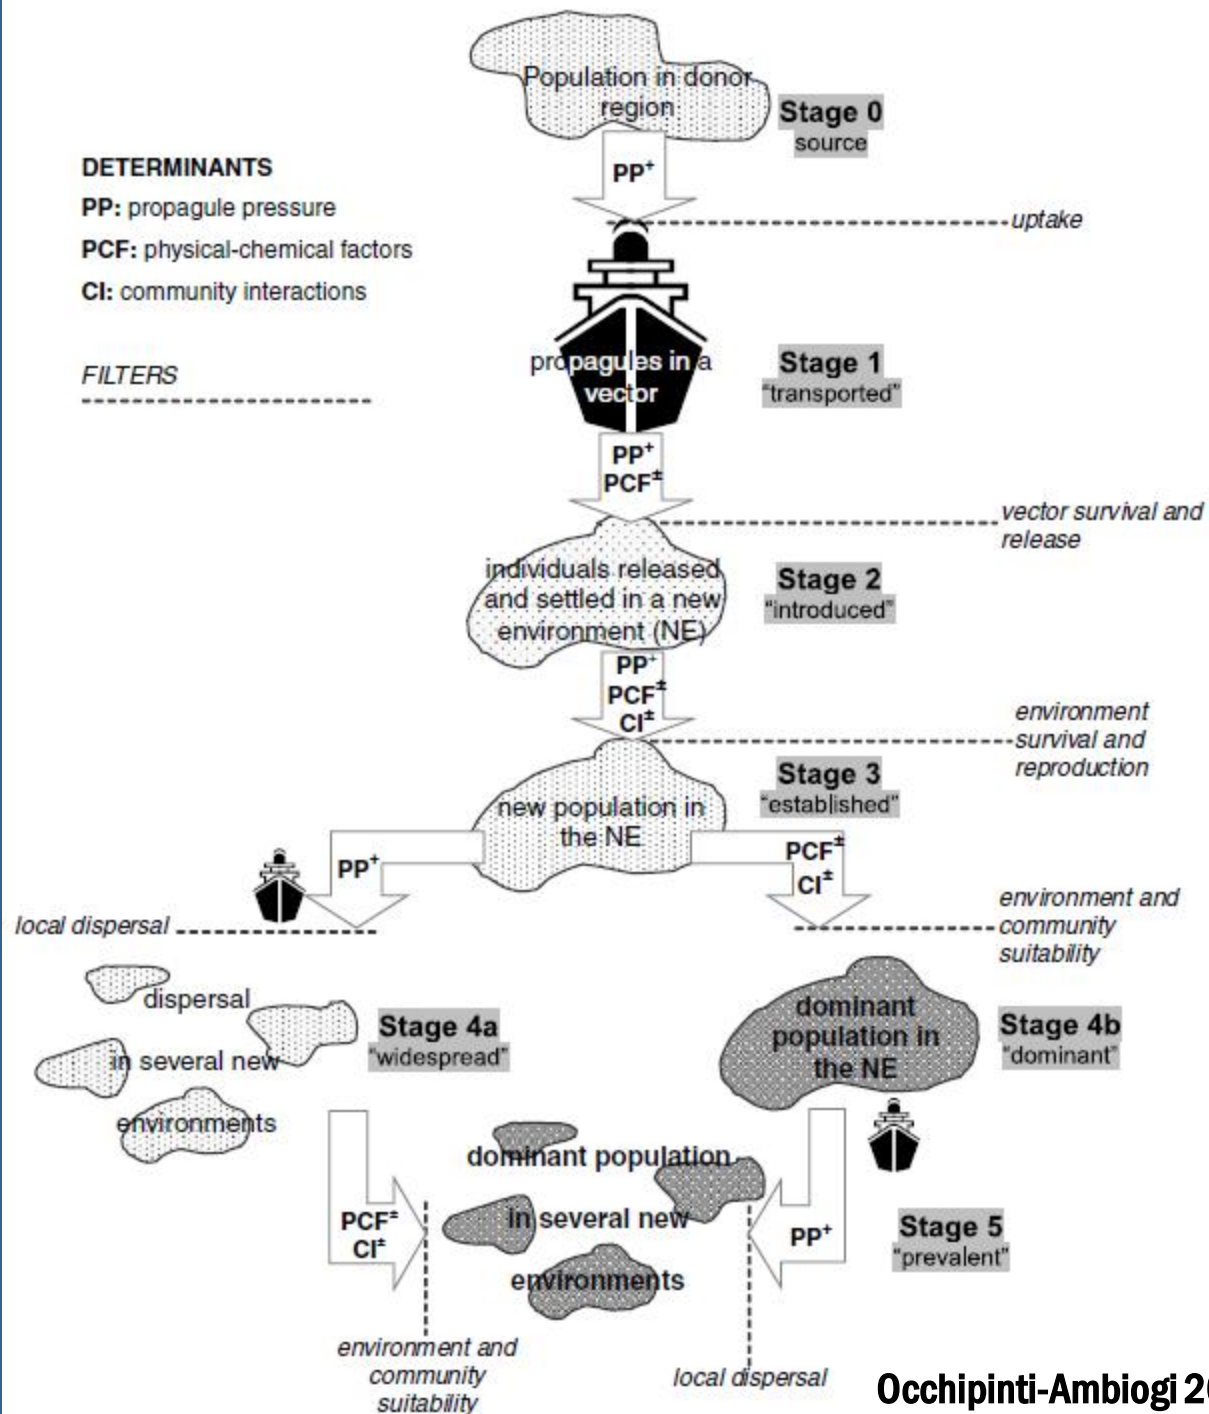 Population in donor
region
Stage 0
source
DETERMINANTS
PP: propagule pressure
PCF: physical-chemical factors
CI: community interactions
FILTERS
PP⁺
uptake
propagules in a
vector
Stage 1
“transported”
PP⁺
PCF±
vector survival and
release
individuals released
and settled in a new
environment (NE)
Stage 2
“introduced”
PP⁺
PCF±
CI±
environment
survival and
reproduction
new population in
the NE
Stage 3
“established”
PP⁺
PCF±
CI±
local dispersal
environment and
community
suitability
dispersal
in several new
environments
Stage 4a
“widespread”
dominant
population in
the NE
Stage 4b
“dominant”
PCF±
CI±
dominant population
in several new
environments
PP⁺
Stage 5
“prevalent”
environment and
community
suitability
local dispersal
Occhipinti-Ambiogi